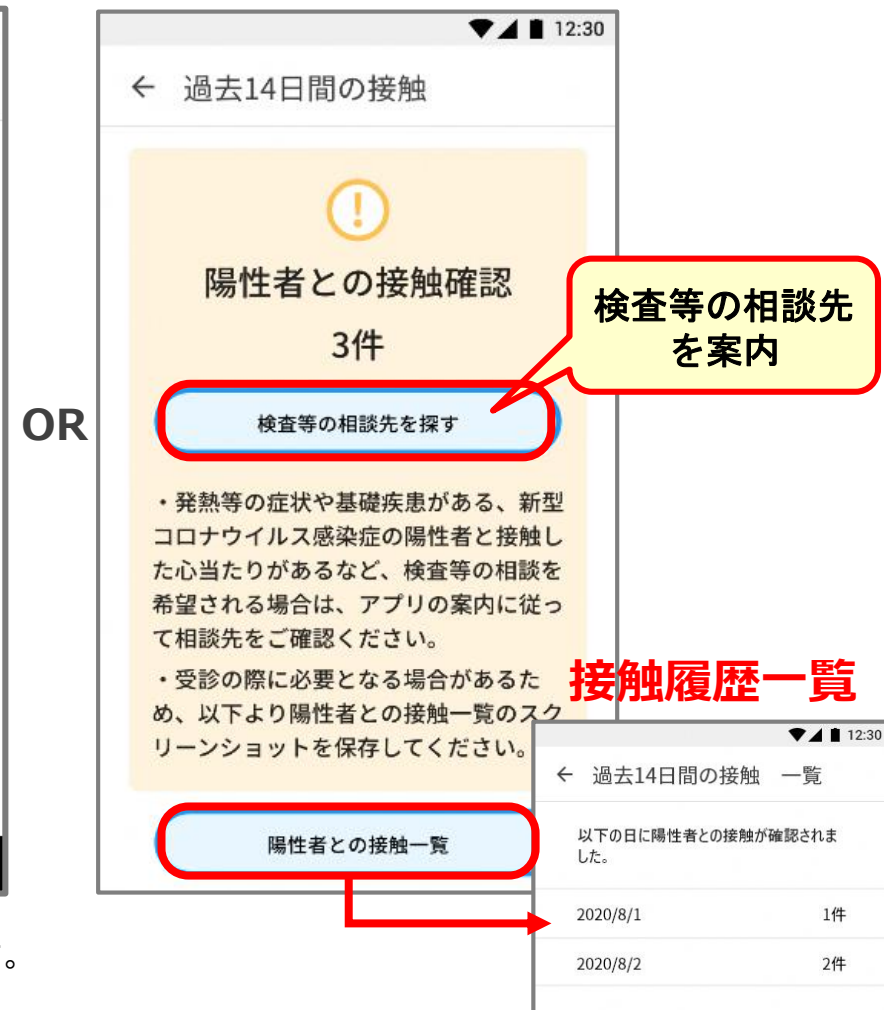 12:30
← 過去14日間の接触
陽性者との接触確認
3件
検査等の相談先を探す
検査等の相談先
を案内
OR
・発熱等の症状や基礎疾患がある、新型
コロナウイルス感染症の陽性者と接触し
た心当たりがあるなど、検査等の相談を
希望される場合は、アプリの案内に従っ
て相談先をご確認ください。
・受診の際に必要となる場合があるた
め、以下より陽性者との接触一覧のスク
リーンショットを保存してください。
陽性者との接触一覧
接触履歴一覧
12:30
← 過去14日間の接触 一覧
以下の日に陽性者との接触が確認されま
した。
2020/8/1 1件
2020/8/2 2件
。